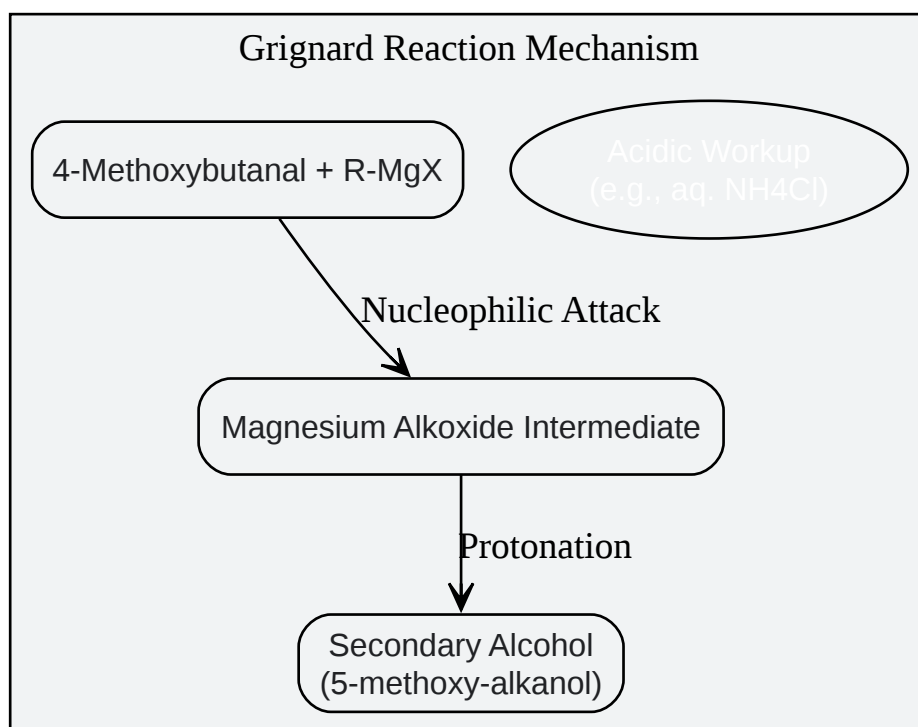 Grignard Reaction Mechanism
4-Methoxybutanal + R-MgX
Acidic Workup
(e.g., aq. NH4Cl)
Nucleophilic Attack
Magnesium Alkoxide Intermediate
Protonation
Secondary Alcohol
(5-methoxy-alkanol)